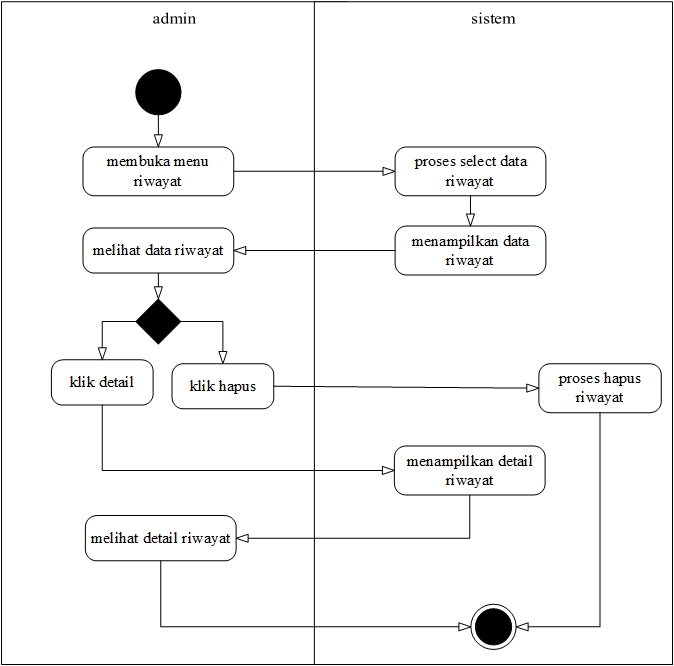 admin
sistem
membuka menu
riwayat
proses select data
riwayat
menampilkan data
riwayat
melihat data riwayat
klik detail
klik hapus
proses hapus
riwayat
menampilkan detail
riwayat
melihat detail riwayat